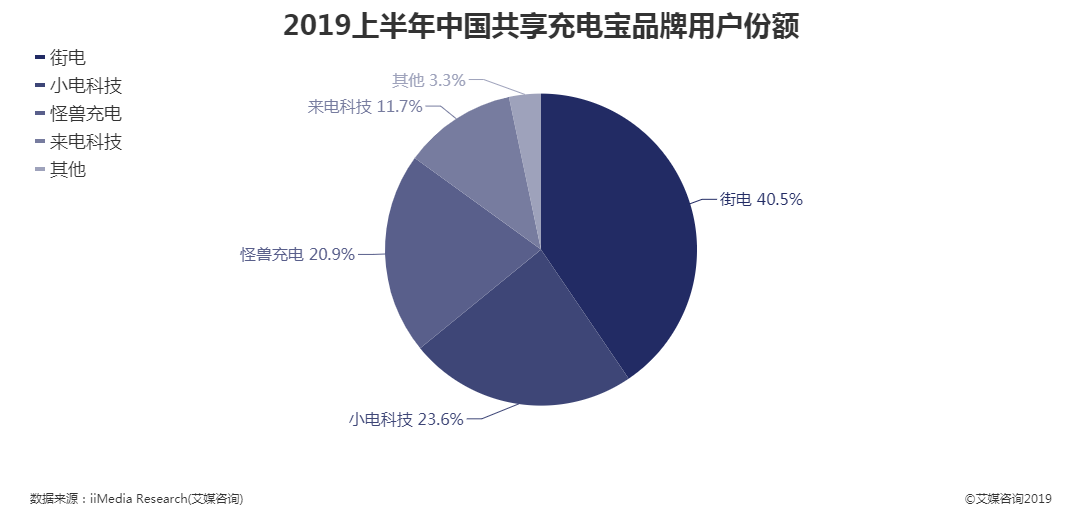 2019上半年中国共享充电宝品牌用户份额
街电
小电科技
怪兽充电
来电科技
其他
其他 3.3%
来电科技 11.7%
街电 40.5%
怪兽充电 20.9%
小电科技 23.6%
数据来源：iiMedia Research(艾媒咨询)
©艾媒咨询2019